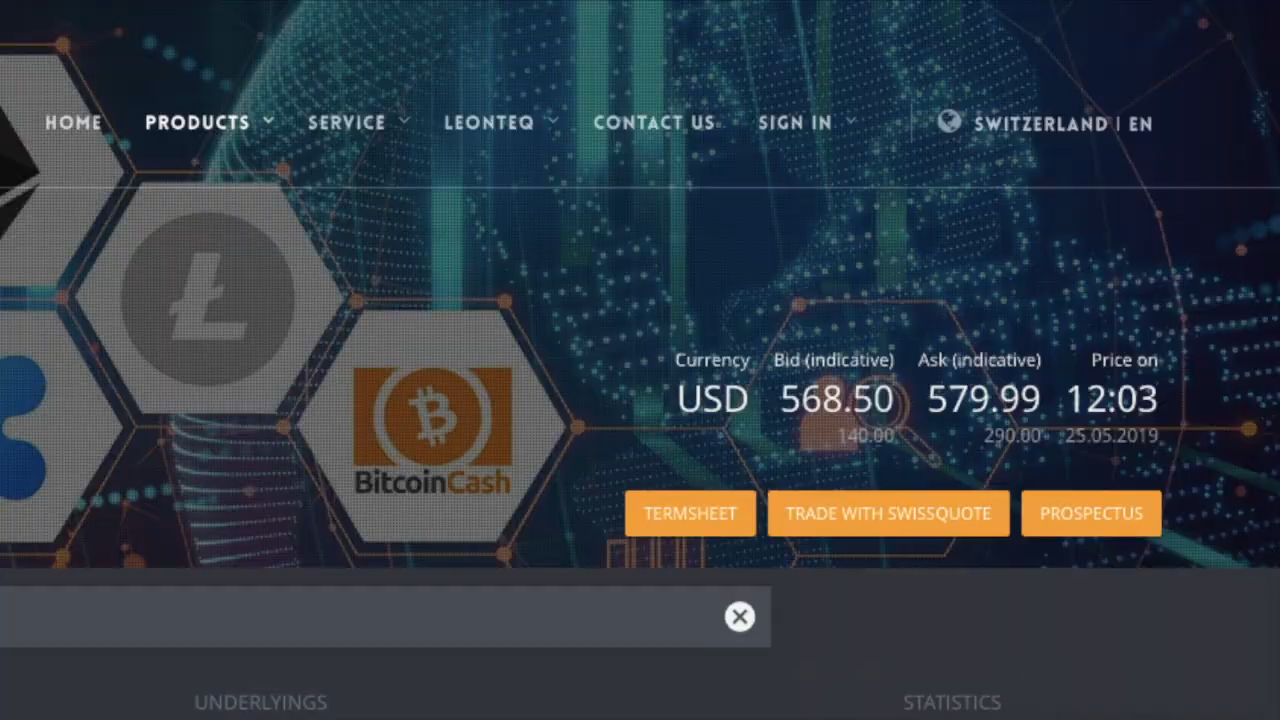 HOME PRODUCTS SERVICE LEONTEQ CONTACT US SIGN IN SWITZERLAND | EN
Currency Bid (indicative) Ask (indicative) Price on
USD 568.50 579.99 12:03
140.00 290.00 25.05.2019
BitcoinCash
TERMSHEET TRADE WITH SWISSQUOTE PROSPECTUS
UNDERLYINGS STATISTICS